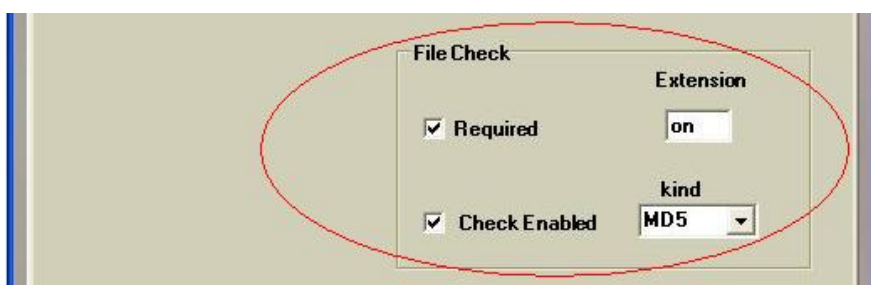 File Check
Extension
Required
on
kind
Check Enabled
MD5